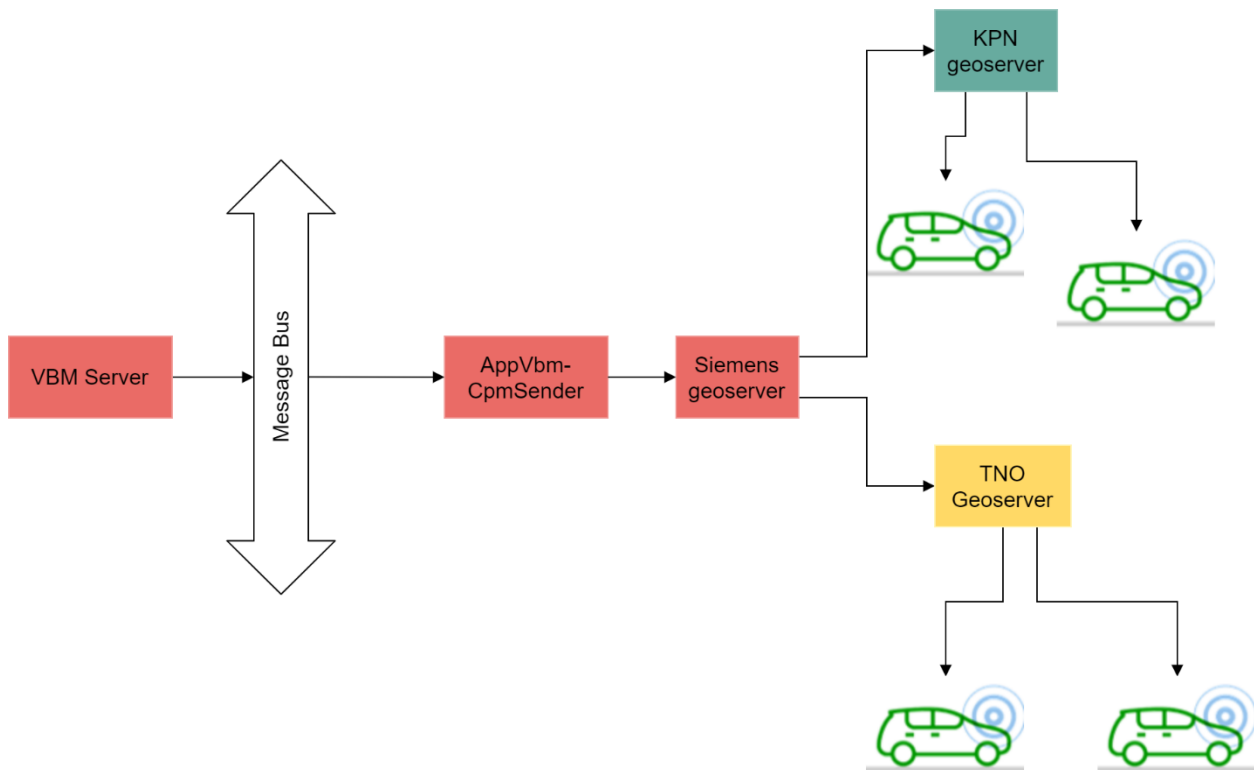 KPN
geoserver
VBM Server
Message Bus
AppVbm-
CpmSender
Siemens
geoserver
TNO
Geoserver